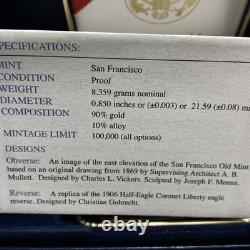 MINT San Francisco
CONDITION Proof
WEIGHT 8.359 grams nominal
DIAMETER 0.850 inches or (±0.003) or 21.59 (±0.08) m
COMPOSITION 90% gold
10% alloy
MINTAGE LIMIT 100,000 (all options)
DESIGNS
Obverse: An image of the east elevation of the San Francisco Old Mint
based on an original drawing from 1869 by Supervising Architect A. B.
Mullett. Designed by Charles L. Vickers. Sculpted by Joseph F. Menna.
Reverse: A replica of the 1906 Half-Eagle Coronet Liberty eagle
reverse. Designed by Christian Gobrecht.